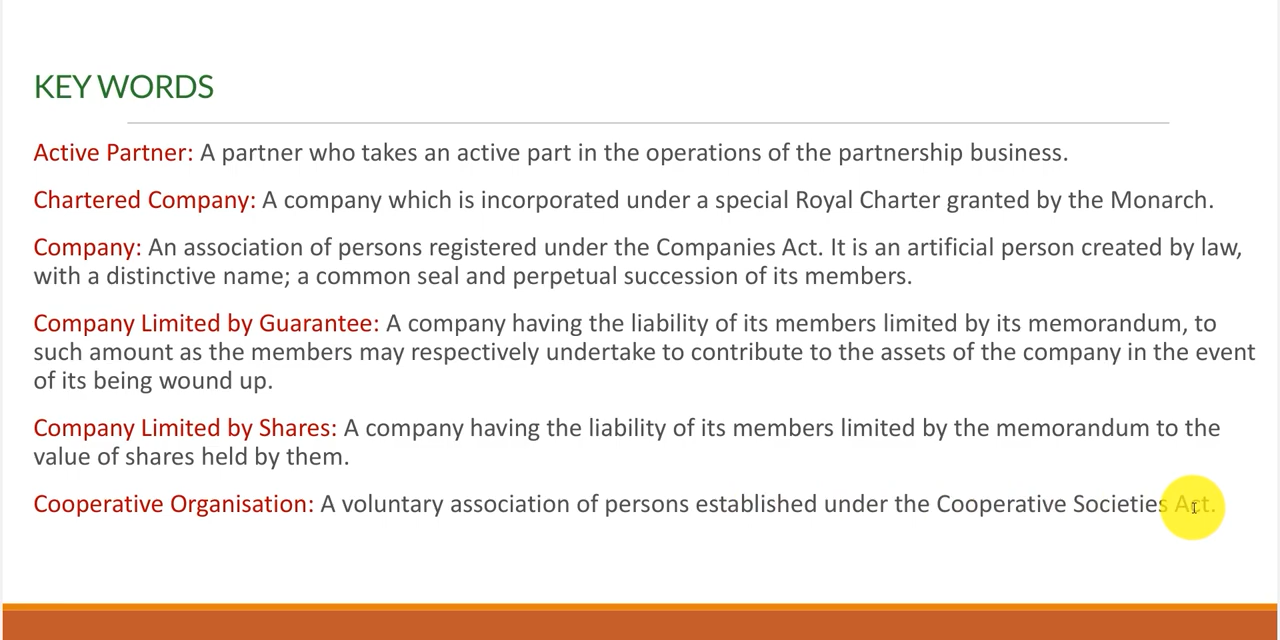 KEY WORDS
Active Partner: A partner who takes an active part in the operations of the partnership business.
Chartered Company: A company which is incorporated under a special Royal Charter granted by the Monarch.
Company: An association of persons registered under the Companies Act. It is an artificial person created by law,
with a distinctive name; a common seal and perpetual succession of its members.
Company Limited by Guarantee: A company having the liability of its members limited by its memorandum, to
such amount as the members may respectively undertake to contribute to the assets of the company in the event
of its being wound up.
Company Limited by Shares: A company having the liability of its members limited by the memorandum to the
value of shares held by them.
Cooperative Organisation: A voluntary association of persons established under the Cooperative Societies Act.